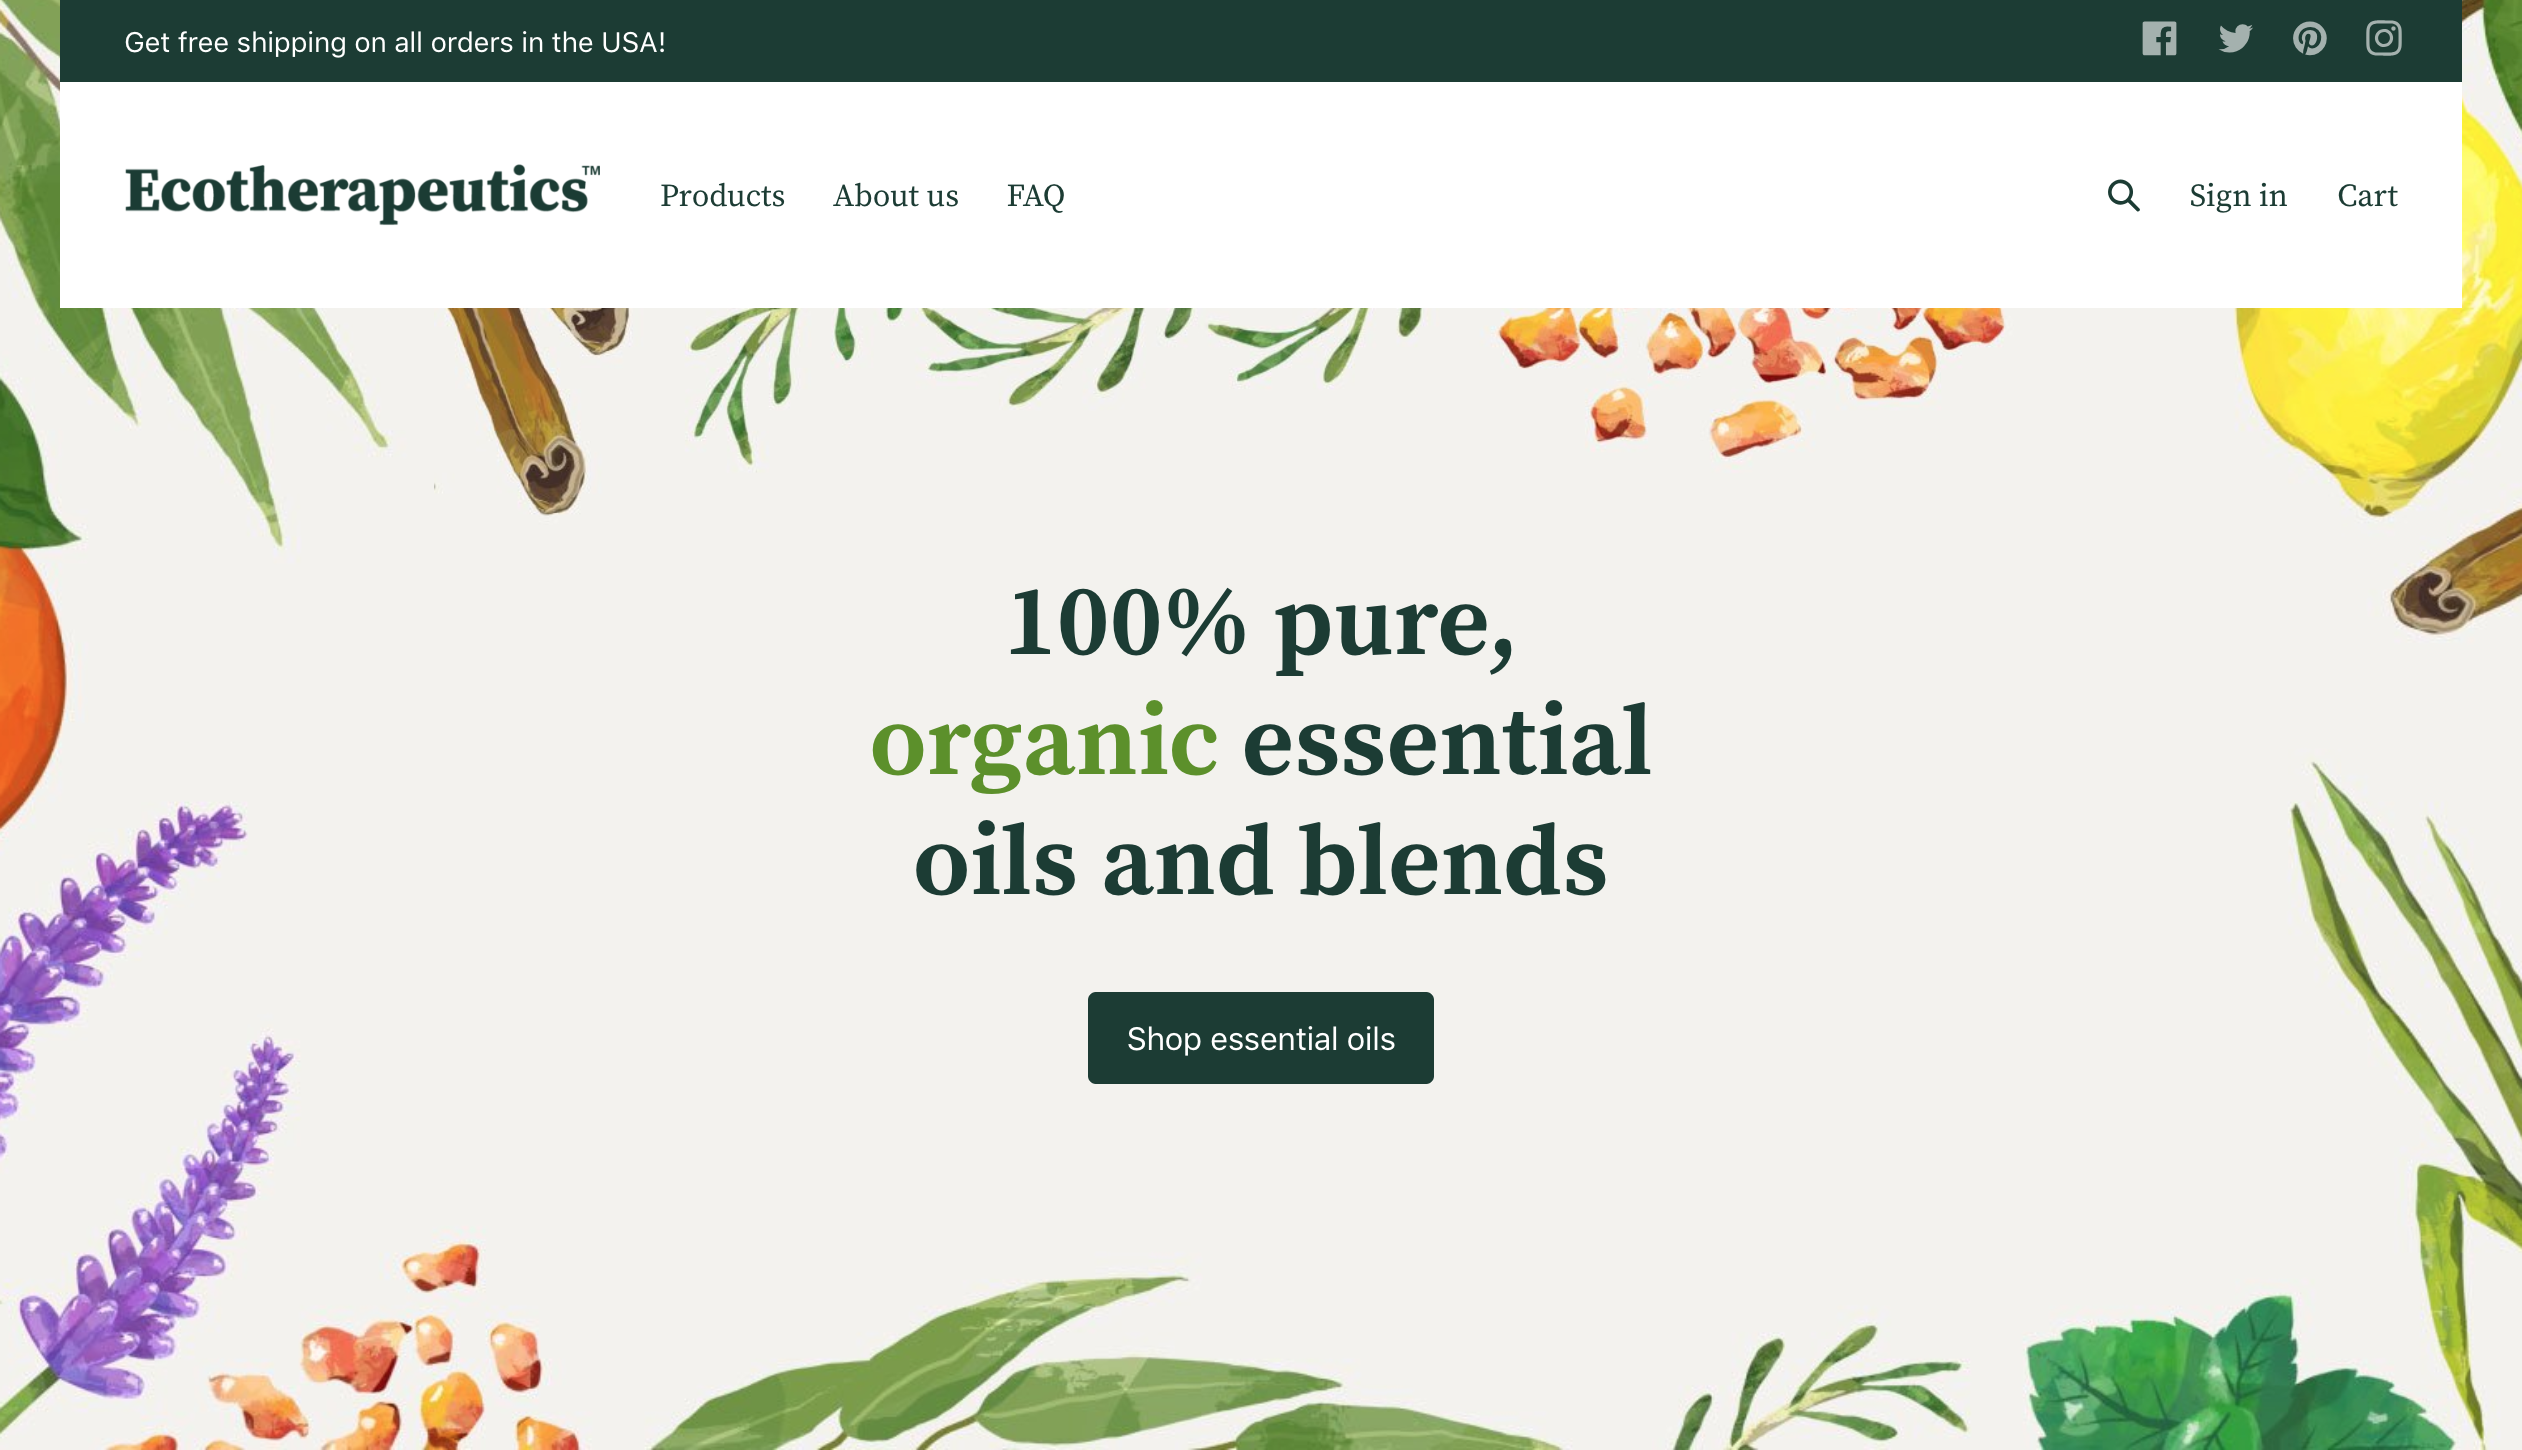 Get free shipping on all orders in the USA!
Ecotherapeutics™ Products About us FAQ Sign in Cart
100% pure,
organic essential
oils and blends
Shop essential oils